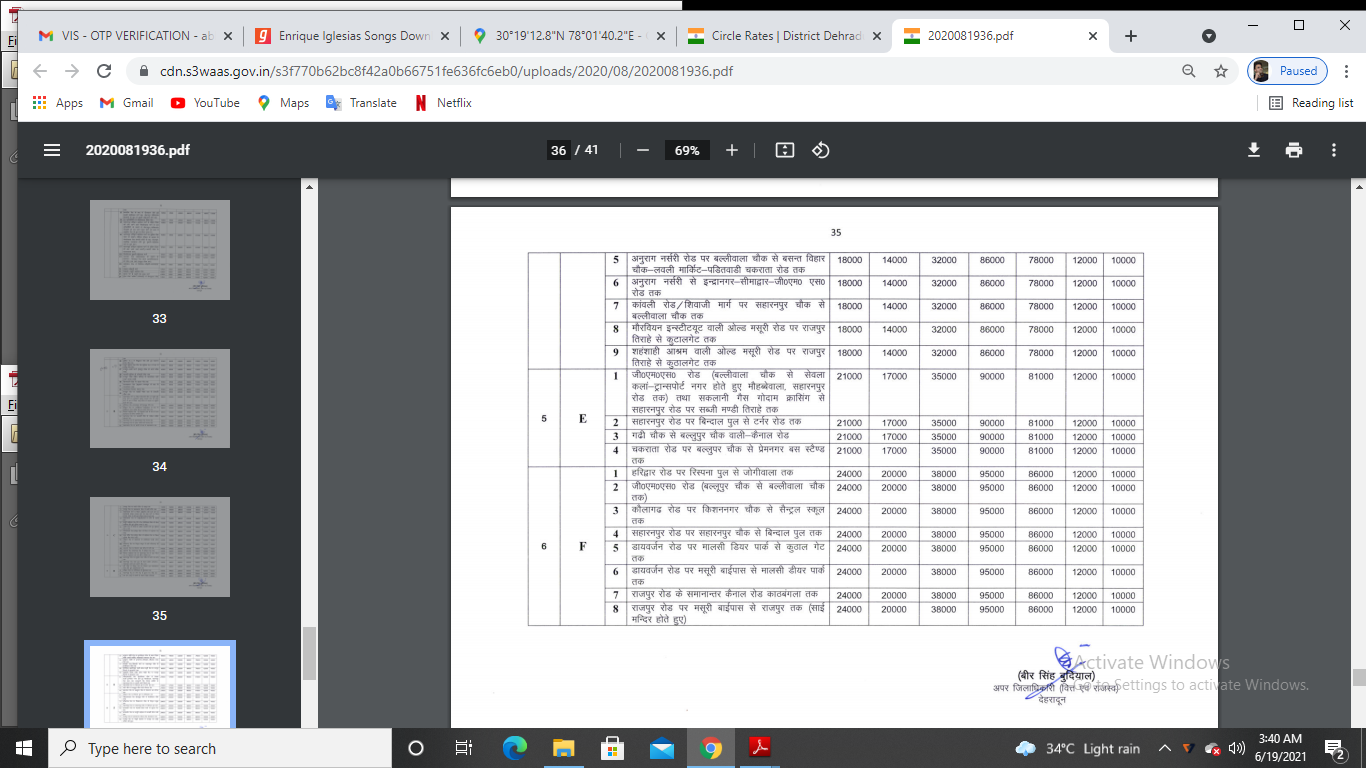 VIS - OTP VERIFICATION - ab
Enrique Iglesias Songs Down
30°19'12.8"N 78°01'40.2"E -
Circle Rates | District Dehrad
2020081936.pdf
cdn.s3waas.gov.in/s3f770b62bc8f42a0b66751fe636fc6eb0/uploads/2020/08/2020081936.pdf
Paused
Apps Gmail YouTube Maps Translate Netflix Reading list
2020081936.pdf 36 / 41 69%
33
34
35
35
5 अनुराग नर्सरी रोड पर बल्लीवाला चौक से बसन्त विहार 18000 14000 32000 86000 78000 12000 10000
चौक–लवली मार्किट–पडितवाडी चकराता रोड तक
6 अनुराग नर्सरी से इन्द्रानगर–सीमाद्वार–जी0एम0 एस0 18000 14000 32000 86000 78000 12000 10000
रोड तक
7 कांवली रोड/शिवाजी मार्ग पर सहारनपुर चौक से 18000 14000 32000 86000 78000 12000 10000
बल्लीवाला चौक तक
8 मौरवियन इन्स्टीटयूट वाली ओल्ड मसूरी रोड पर राजपुर 18000 14000 32000 86000 78000 12000 10000
तिराहे से कुटालगेट तक
9 शहंशाही आश्रम वाली ओल्ड मसूरी रोड पर राजपुर 18000 14000 32000 86000 78000 12000 10000
तिराहे से कुठालगेट तक
5 E 1 जी0एम0एस0 रोड (बल्लीवाला चौक से सेवला 21000 17000 35000 90000 81000 12000 10000
कलां–ट्रान्सपोर्ट नगर होते हुए मौहब्बेवाला, सहारनपुर
रोड तक) तथा सकलानी गैस गोदाम क्रासिंग से
सहारनपुर रोड पर सब्जी मण्डी तिराहे तक
2 सहारनपुर रोड पर बिन्दाल पुल से टर्नर रोड तक 21000 17000 35000 90000 81000 12000 10000
3 गढी चौक से बल्लुपुर चौक वाली–कैनाल रोड 21000 17000 35000 90000 81000 12000 10000
4 चकराता रोड पर बल्लुपर चौक से प्रेमनगर बस स्टैण्ड 21000 17000 35000 90000 81000 12000 10000
तक
6 F 1 हरिद्वार रोड पर रिस्पना पुल से जोगीवाला तक 24000 20000 38000 95000 86000 12000 10000
2 जी0एम0एस0 रोड (बल्लूपुर चौक से बल्लीवाला चौक 24000 20000 38000 95000 86000 12000 10000
तक)
3 कौलागढ रोड पर किशननगर चौक से सैन्ट्रल स्कूल 24000 20000 38000 95000 86000 12000 10000
तक
4 सहारनपुर रोड पर सहारनपुर चौक से बिन्दाल पुल तक 24000 20000 38000 95000 86000 12000 10000
5 डायवर्जन रोड पर मालसी डियर पार्क से कुठाल गेट 24000 20000 38000 95000 86000 12000 10000
तक
6 डायवर्जन रोड पर मसूरी बाईपास से मालसी डीयर पार्क 24000 20000 38000 95000 86000 12000 10000
तक
7 राजपुर रोड के समानान्तर कैनाल रोड काठबंगला तक 24000 20000 38000 95000 86000 12000 10000
8 राजपुर रोड पर मसूरी बाईपास से राजपुर तक (साई 24000 20000 38000 95000 86000 12000 10000
मन्दिर होते हुए)
Activate Windows
(बीर सिंह बुदियाल)
अपर जिलाधिकारी (वित्त एवं राजस्व)
to Settings to activate Windows.
देहरादून
Type here to search
34°C Light rain
3:40 AM
6/19/2021
2